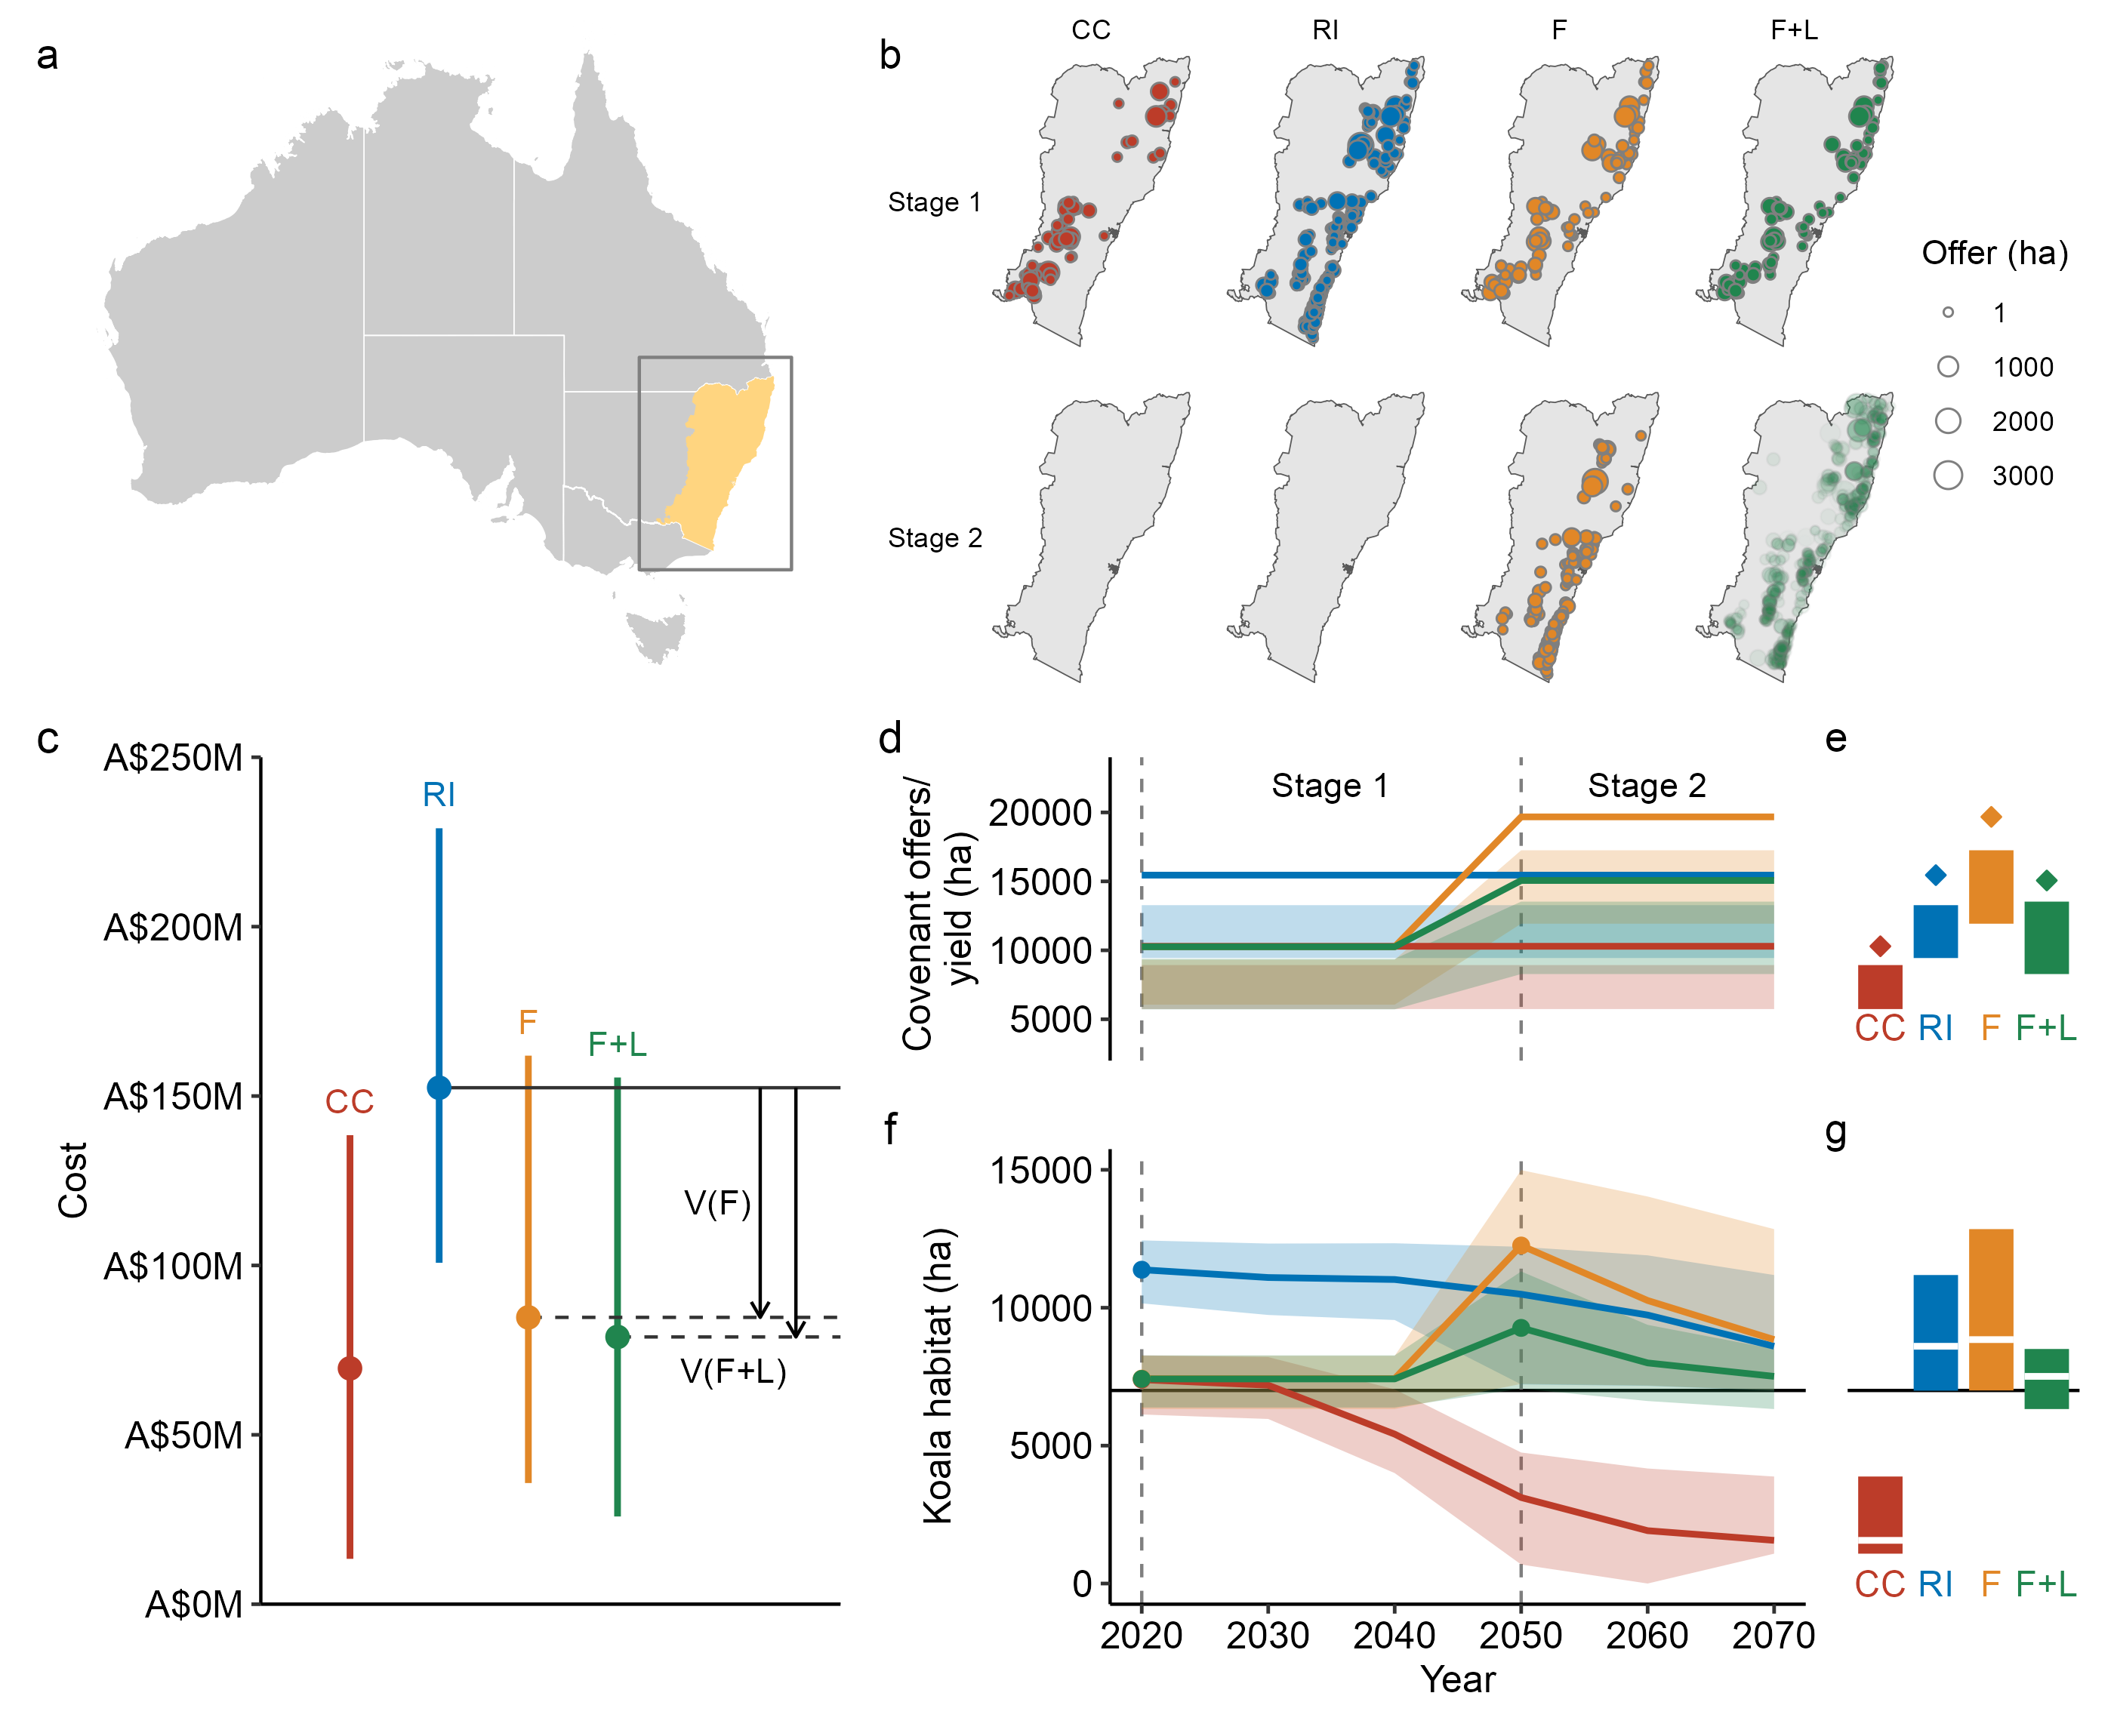 a
b
CC
RI
F
F+L
Stage 1
Stage 2
Offer (ha)
1
1000
2000
3000
c
A$250M
A$200M
A$150M
A$100M
A$50M
A$0M
Cost
CC
RI
F
F+L
V(F)
V(F+L)
d
Covenant offers/
yield (ha)
20000
15000
10000
5000
Stage 1
Stage 2
e
CC
RI
F
F+L
f
Koala habitat (ha)
15000
10000
5000
0
2020
2030
2040
2050
2060
2070
Year
g
CC
RI
F
F+L